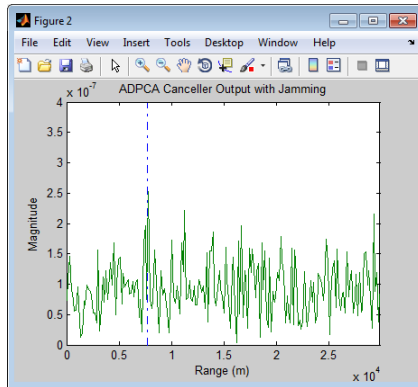 Figure 2
File Edit View Insert Tools Desktop Window Help
x 10^-7
ADPCA Canceller Output with Jamming
4
3.5
3
2.5
2
1.5
1
0.5
0
Magnitude
0 0.5 1 1.5 2 2.5
Range (m)
x 10^4